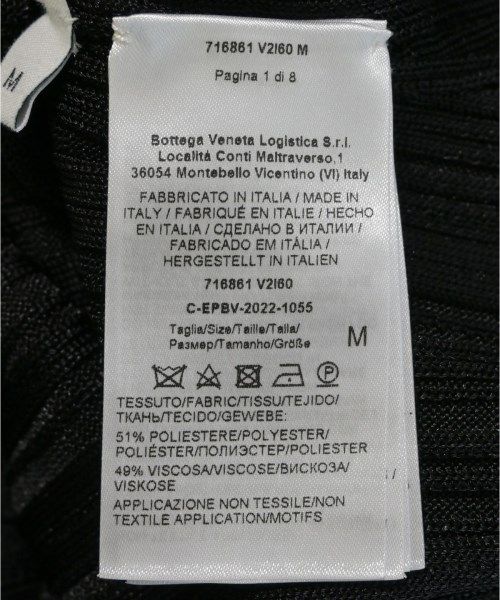 716861 V2I60 M
Pagina 1 di 8
Bottega Veneta Logistica S.r.l.
Località Conti Maltraverso.1
36054 Montebello Vicentino (VI) Italy
FABBRICATO IN ITALIA / MADE IN
ITALY / FABRIQUÉ EN ITALIE / HECHO
EN ITALIA / СДЕЛАНО В ИТАЛИИ /
FABRICADO EM ITÀLIA /
HERGESTELLT IN ITALIEN
716861 V2I60
C-EPBV-2022-1055
Taglia/Size/Taille/Talla/
Размер/Tamanho/Größe
M
P
TESSUTO/FABRIC/TISSU/TEJIDO/
ТКАНЬ/TECIDO/GEWEBE:
51% POLIESTERE/POLYESTER/
POLIÉSTER/ПОЛИЭСТЕР/POLIESTER
49% VISCOSA/VISCOSE/ВИСКОЗА/
VISKOSE
APPLICAZIONE NON TESSILE/NON
TEXTILE APPLICATION/MOTIFS